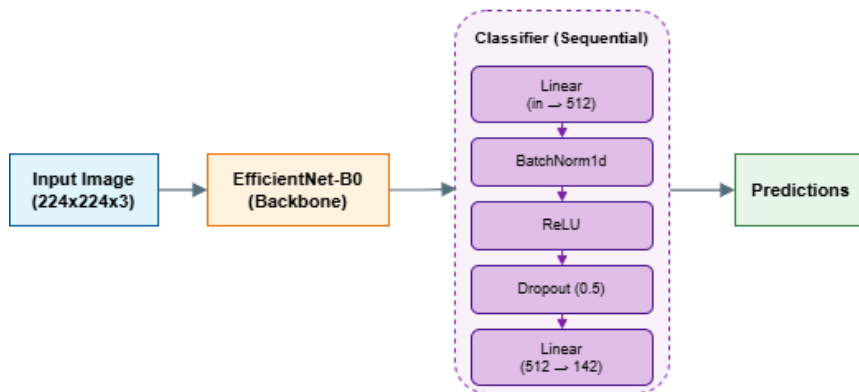 Input Image
(224x224x3)
EfficientNet-B0
(Backbone)
Classifier (Sequential)
Linear
(in → 512)
BatchNorm1d
ReLU
Dropout (0.5)
Linear
(512 → 142)
Predictions